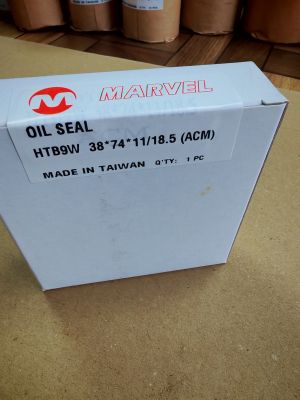 MARVEL
OIL SEAL
HTB9W 38*74*11/18.5 (ACM)
MADE IN TAIWAN Q'TY: 1 PC